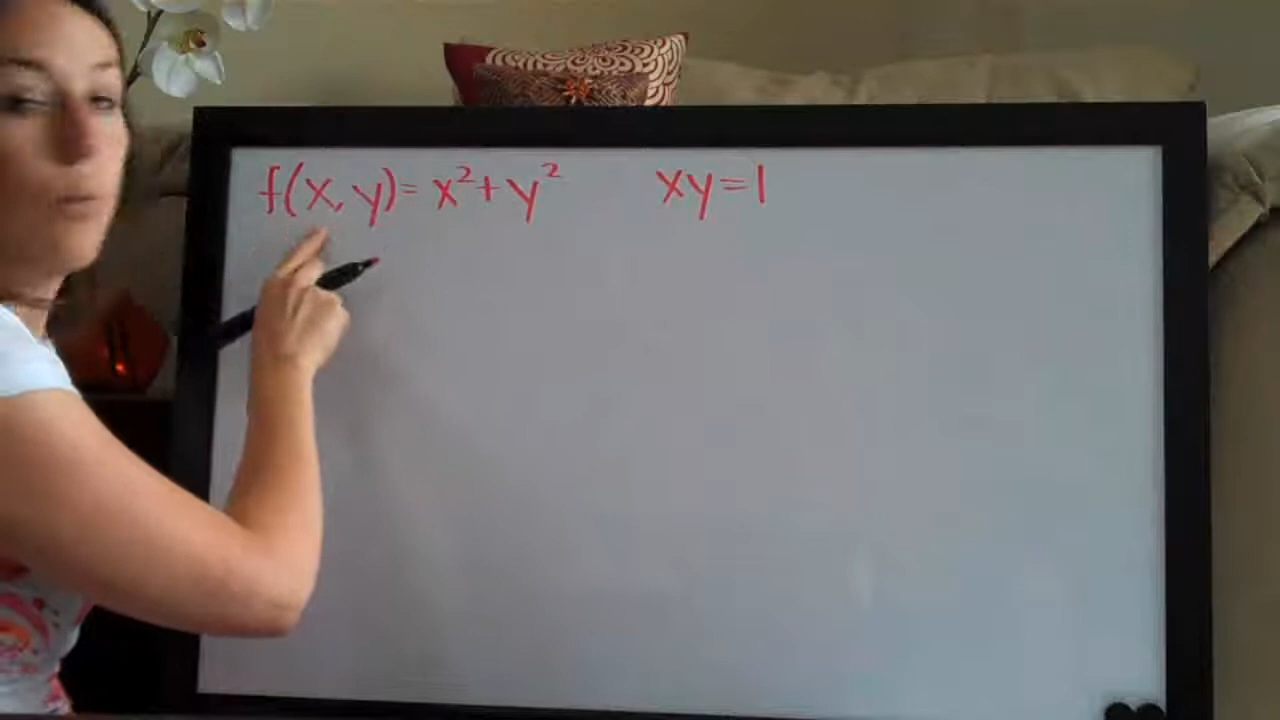 f(x, y) = x² + y² xy = 1